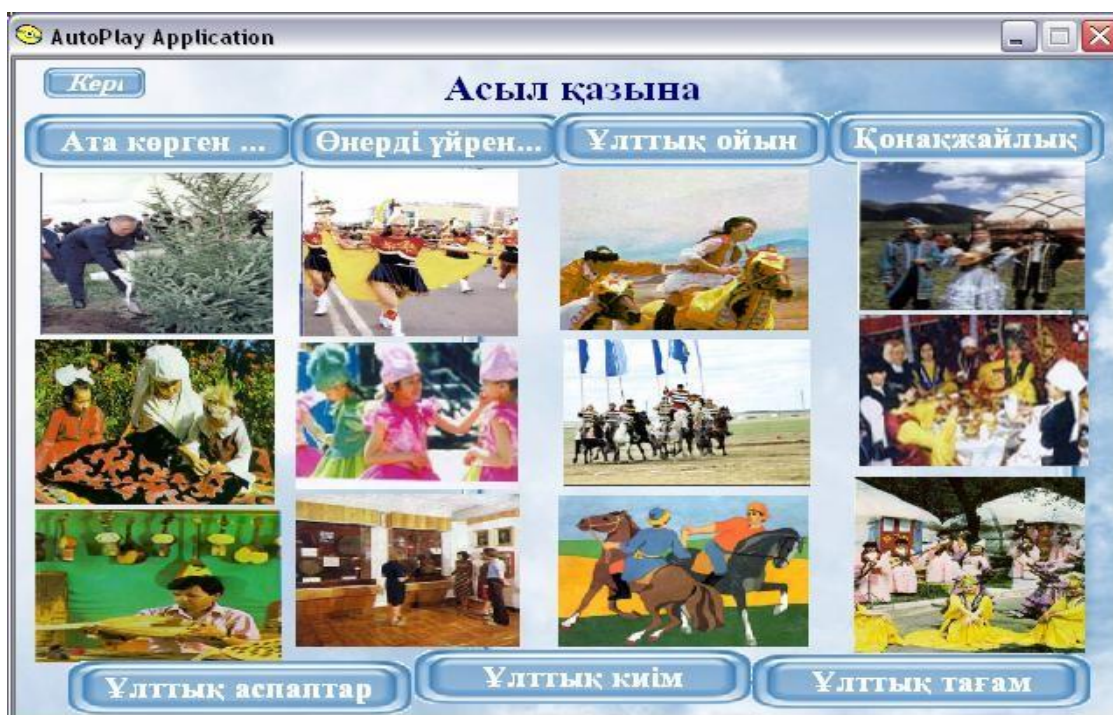 AutoPlay Application
Кері
Асыл қазына
Ата көрген ...
Өнерді үйрен...
Ұлттық ойын
Қонақжайлық
Ұлттық аспаптар
Ұлттық киім
Ұлттық тағам